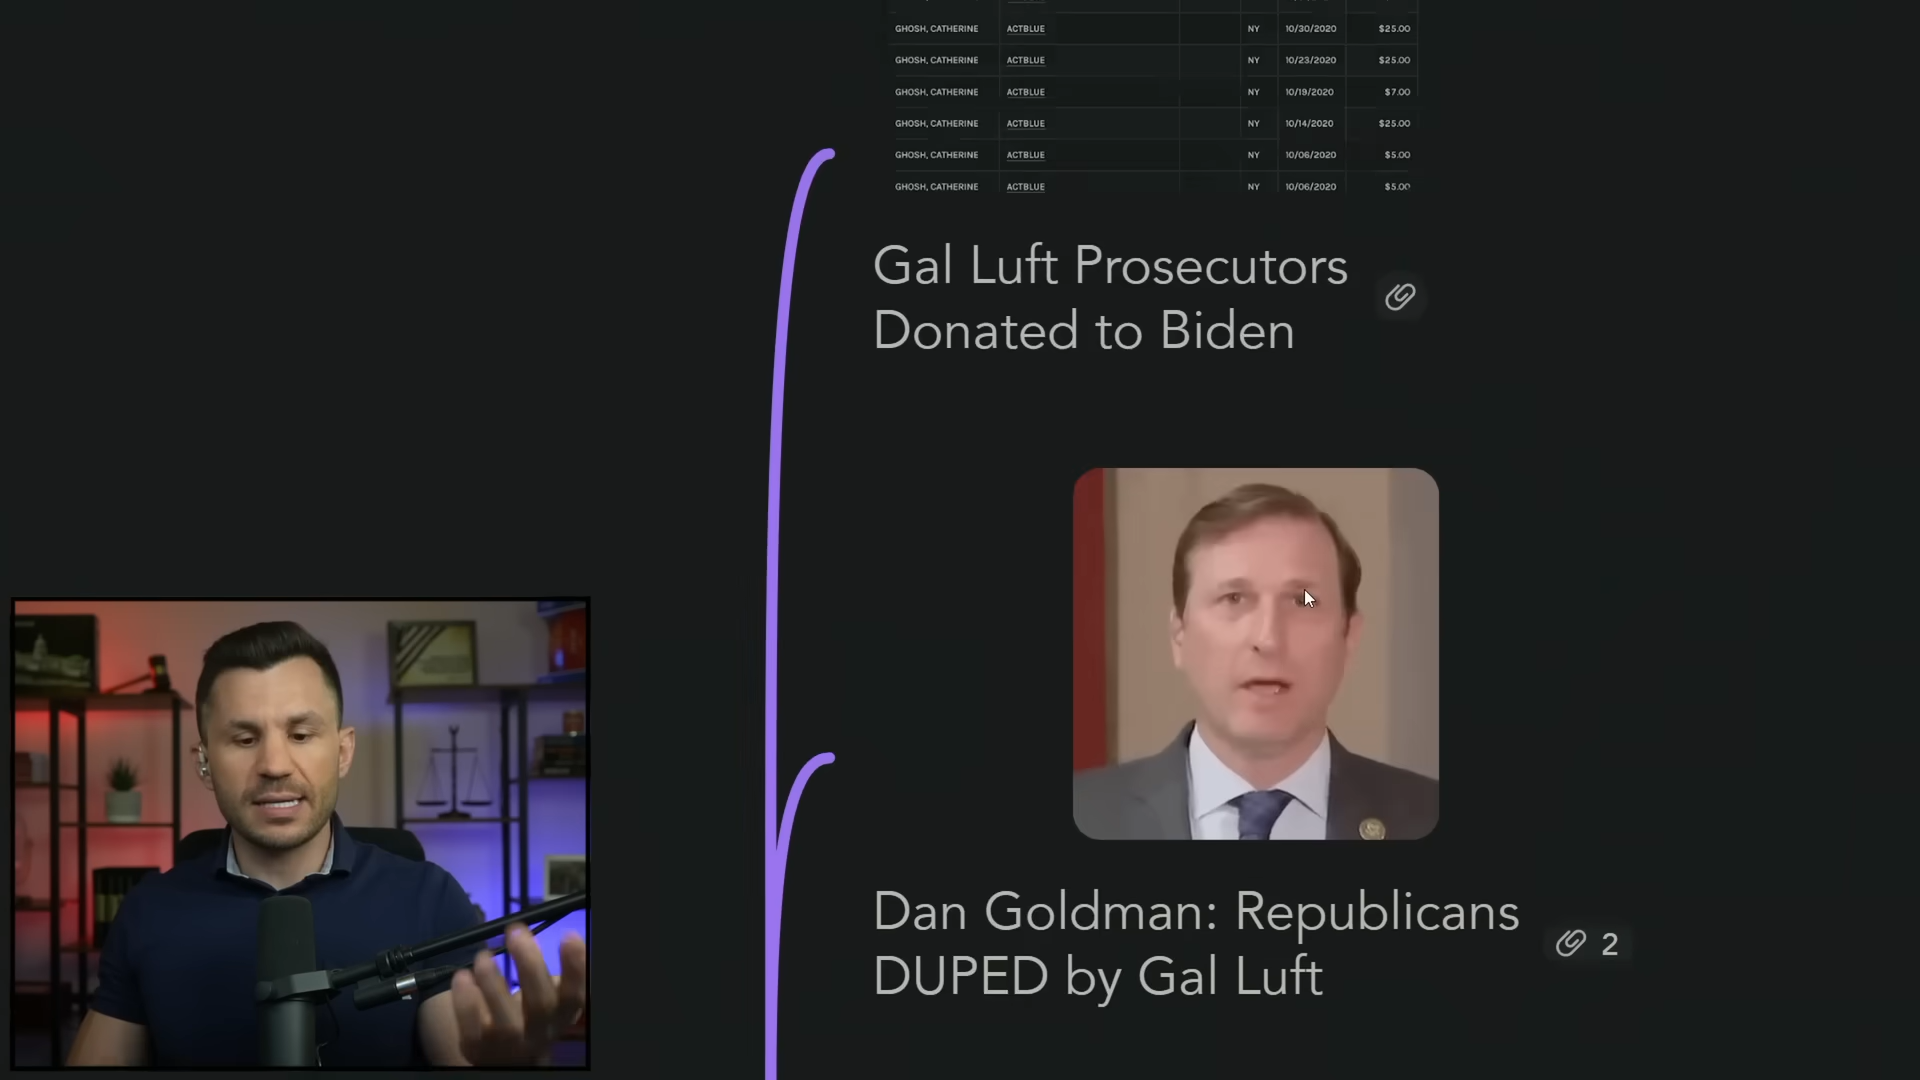 GHOSH, CATHERINE ACTBLUE NY 10/30/2020 $25.00
GHOSH, CATHERINE ACTBLUE NY 10/23/2020 $25.00
GHOSH, CATHERINE ACTBLUE NY 10/19/2020 $7.00
GHOSH, CATHERINE ACTBLUE NY 10/14/2020 $25.00
GHOSH, CATHERINE ACTBLUE NY 10/06/2020 $5.00
GHOSH, CATHERINE ACTBLUE NY 10/06/2020 $5.00
Gal Luft Prosecutors
Donated to Biden
Dan Goldman: Republicans
DUPED by Gal Luft
2